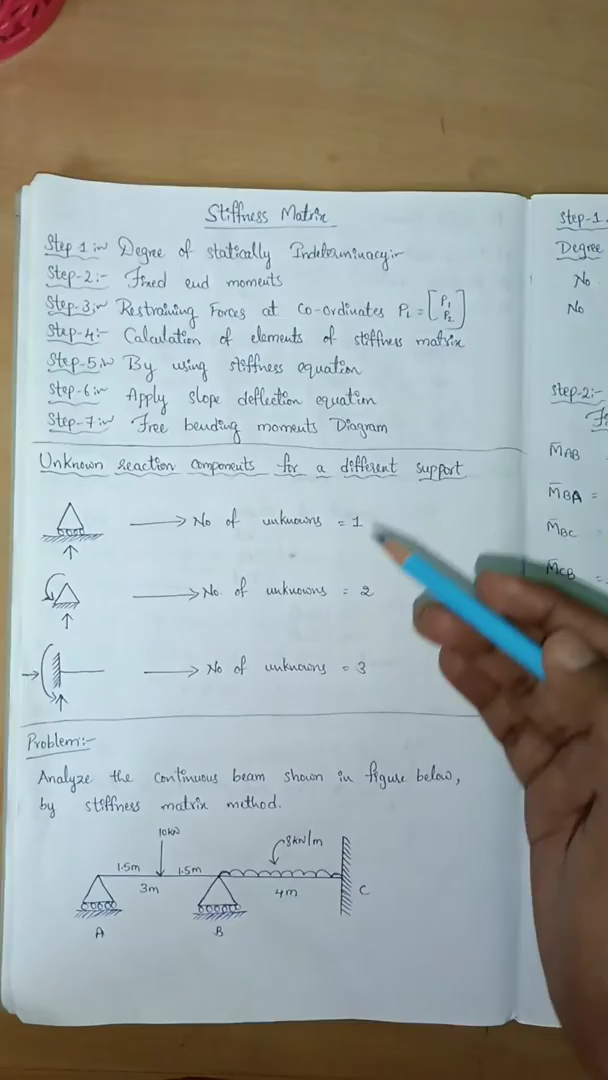 Stiffness Matrix
Step 1:- Degree of statically Indeterminacy:-
Step-2:- Fixed end moments
Step-3:- Restraining Forces at co-ordinates PL = [P1 P2]
Step-4:- Calculation of elements of stiffness matrix
Step-5:- By using stiffness equation
Step-6:- Apply slope deflection equation
Step-7:- Free bending moments Diagram
Unknown reaction components for a different support
No of unknowns = 1
No. of unknowns = 2
No of unknowns = 3
Problem:-
Analyze the continuous beam shown in figure below,
by stiffness matrix method.
10kN
1.5m 1.5m 8kN/m
3m 4m C
A B
Step-1
Degree
No
No
Step-2:-
M̅AB
M̅BA =
M̅BC
M̅CB =